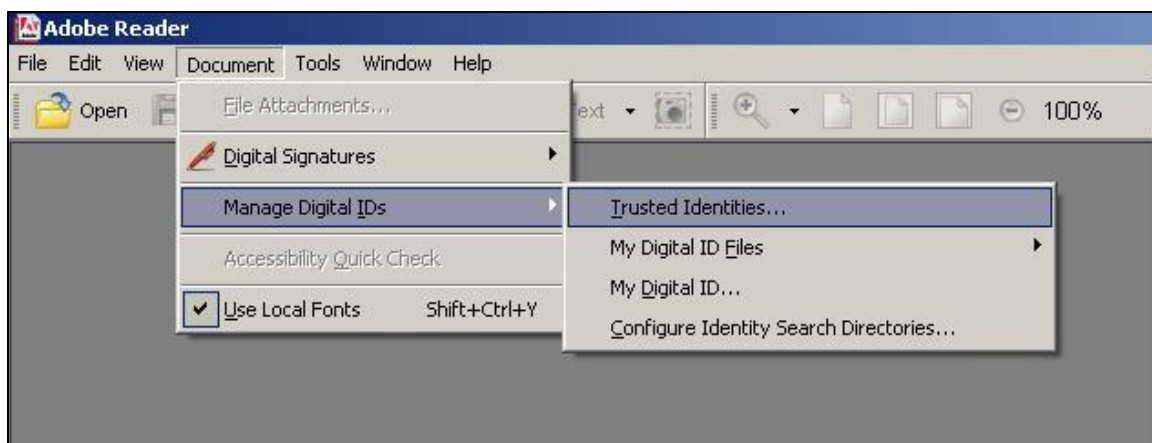 Adobe Reader
File Edit View Document Tools Window Help
Open ext 100%
File Attachments...
Digital Signatures
Manage Digital IDs
Accessibility Quick Check
Use Local Fonts Shift+Ctrl+Y
Trusted Identities...
My Digital ID Files
My Digital ID...
Configure Identity Search Directories...